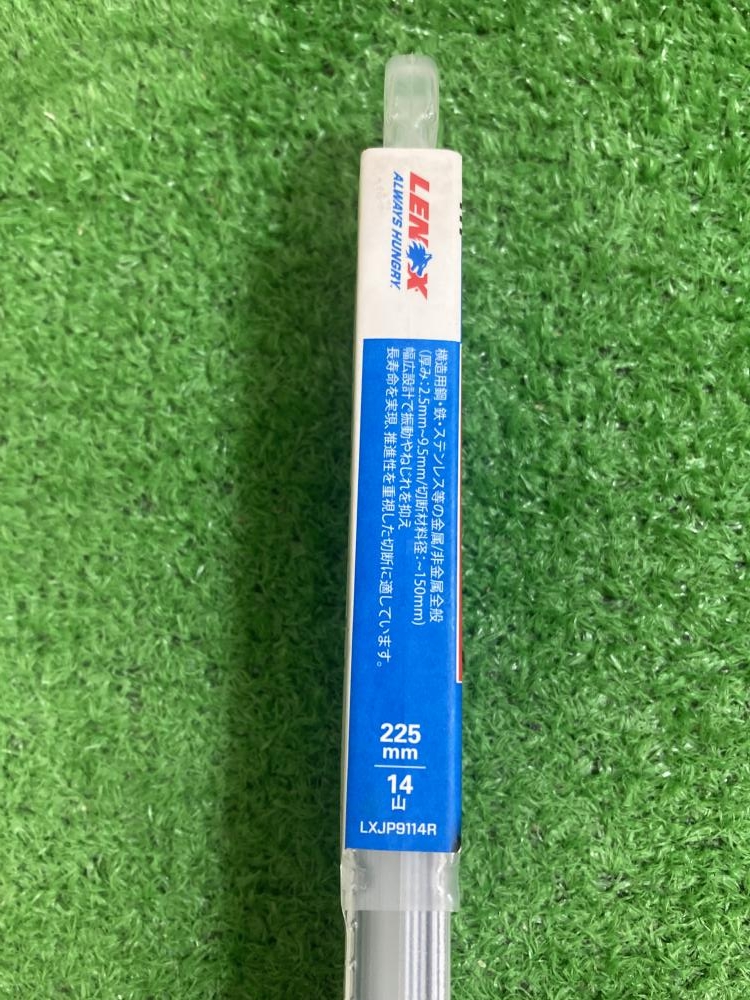 LENOX
ALWAYS HUNGRY.
構造用鋼・鉄・ステンレス等の金属/非金属全般
(厚み:2.5mm~9.5mm/切断材料径:~150mm)
幅広設計で振動やねじれを抑え
長寿命を実現、推進性を重視した切断に適しています。
225
mm
14
山
LXJP9114R